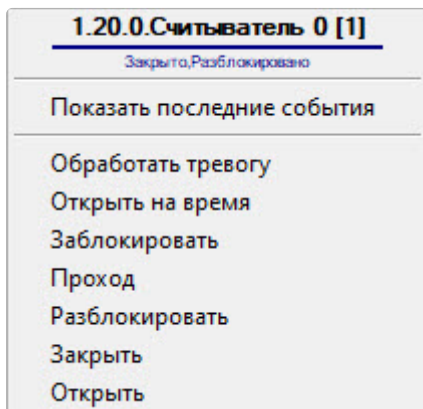 1.20.0.Считыватель 0 [1]
Закрыто,Разблокировано
Показать последние события
Обработать тревогу
Открыть на время
Заблокировать
Проход
Разблокировать
Закрыть
Открыть